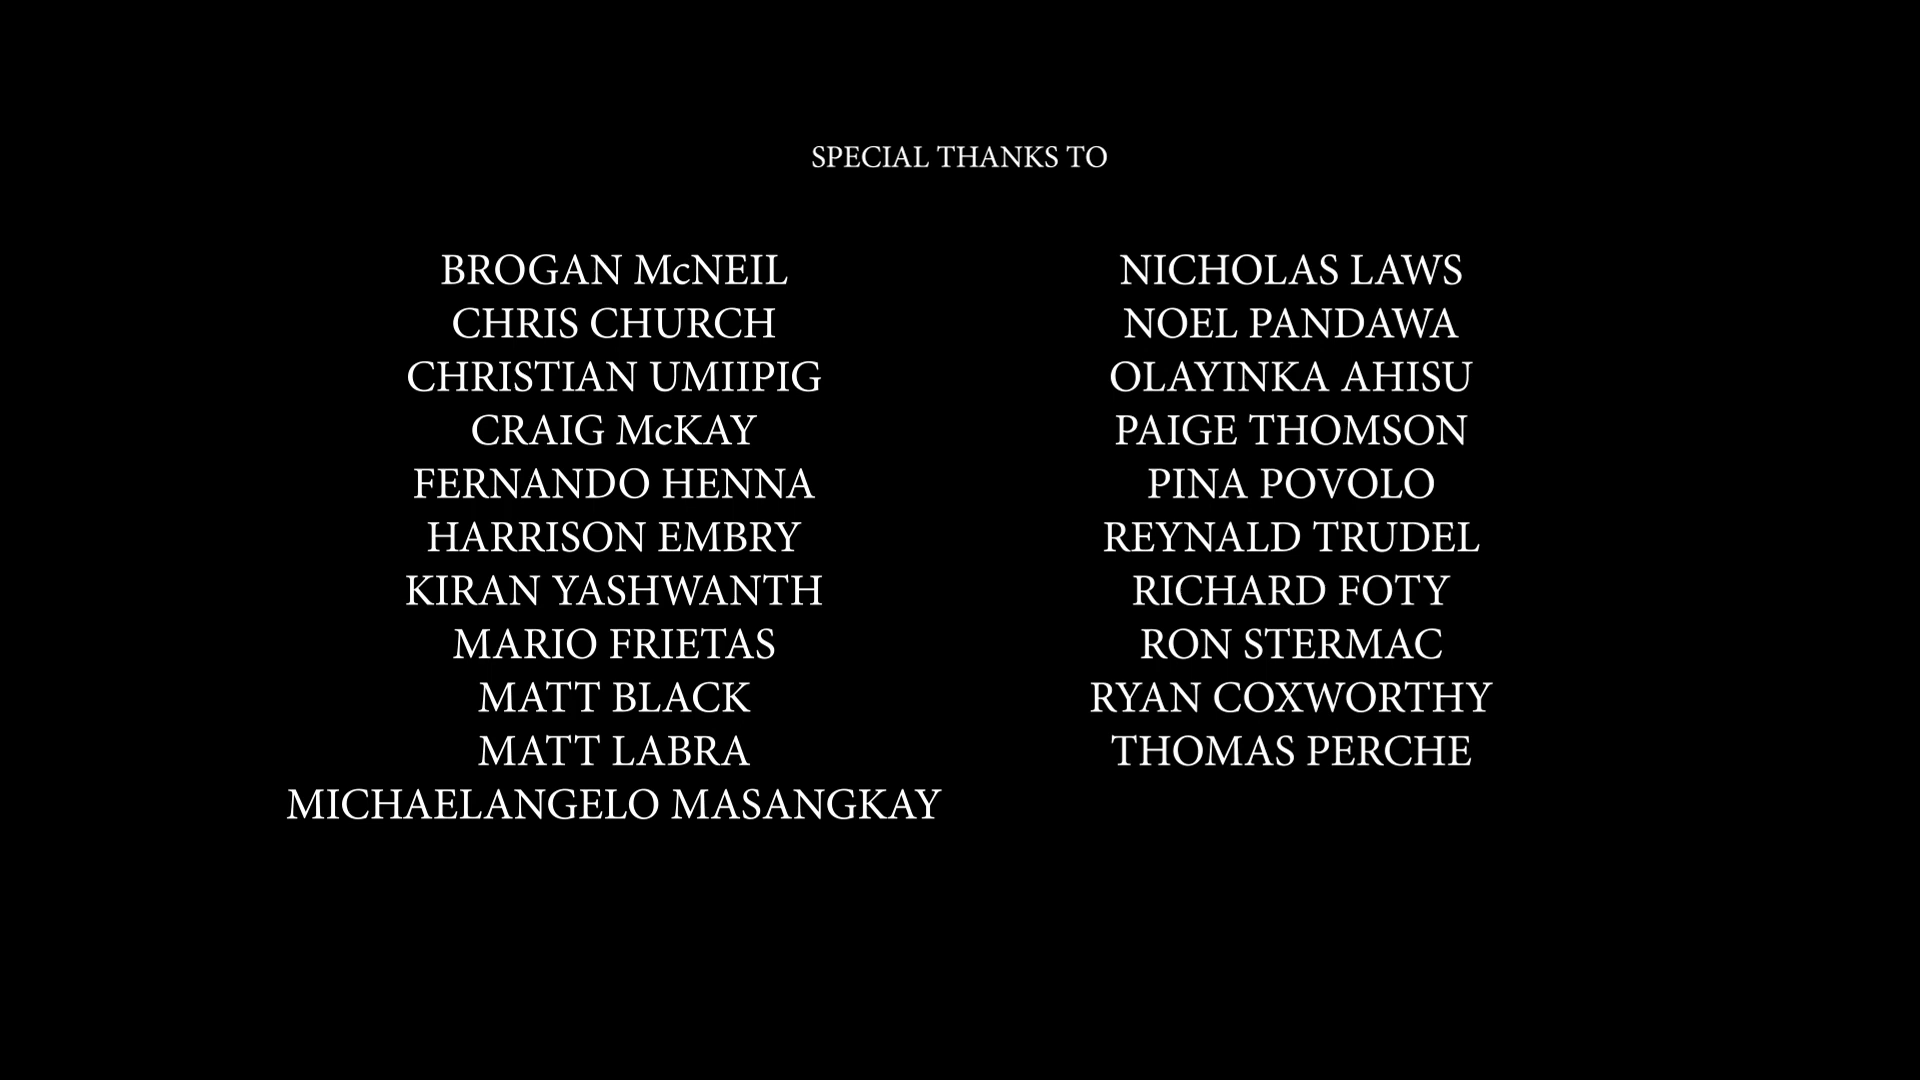 SPECIAL THANKS TO
BROGAN McNEIL
CHRIS CHURCH
CHRISTIAN UMIIPIG
CRAIG McKAY
FERNANDO HENNA
HARRISON EMBRY
KIRAN YASHWANTH
MARIO FRIETAS
MATT BLACK
MATT LABRA
MICHAELANGELO MASANGKAY
NICHOLAS LAWS
NOEL PANDAWA
OLAYINKA AHISU
PAIGE THOMSON
PINA POVOLO
REYNALD TRUDEL
RICHARD FOTY
RON STERMAC
RYAN COXWORTHY
THOMAS PERCHE